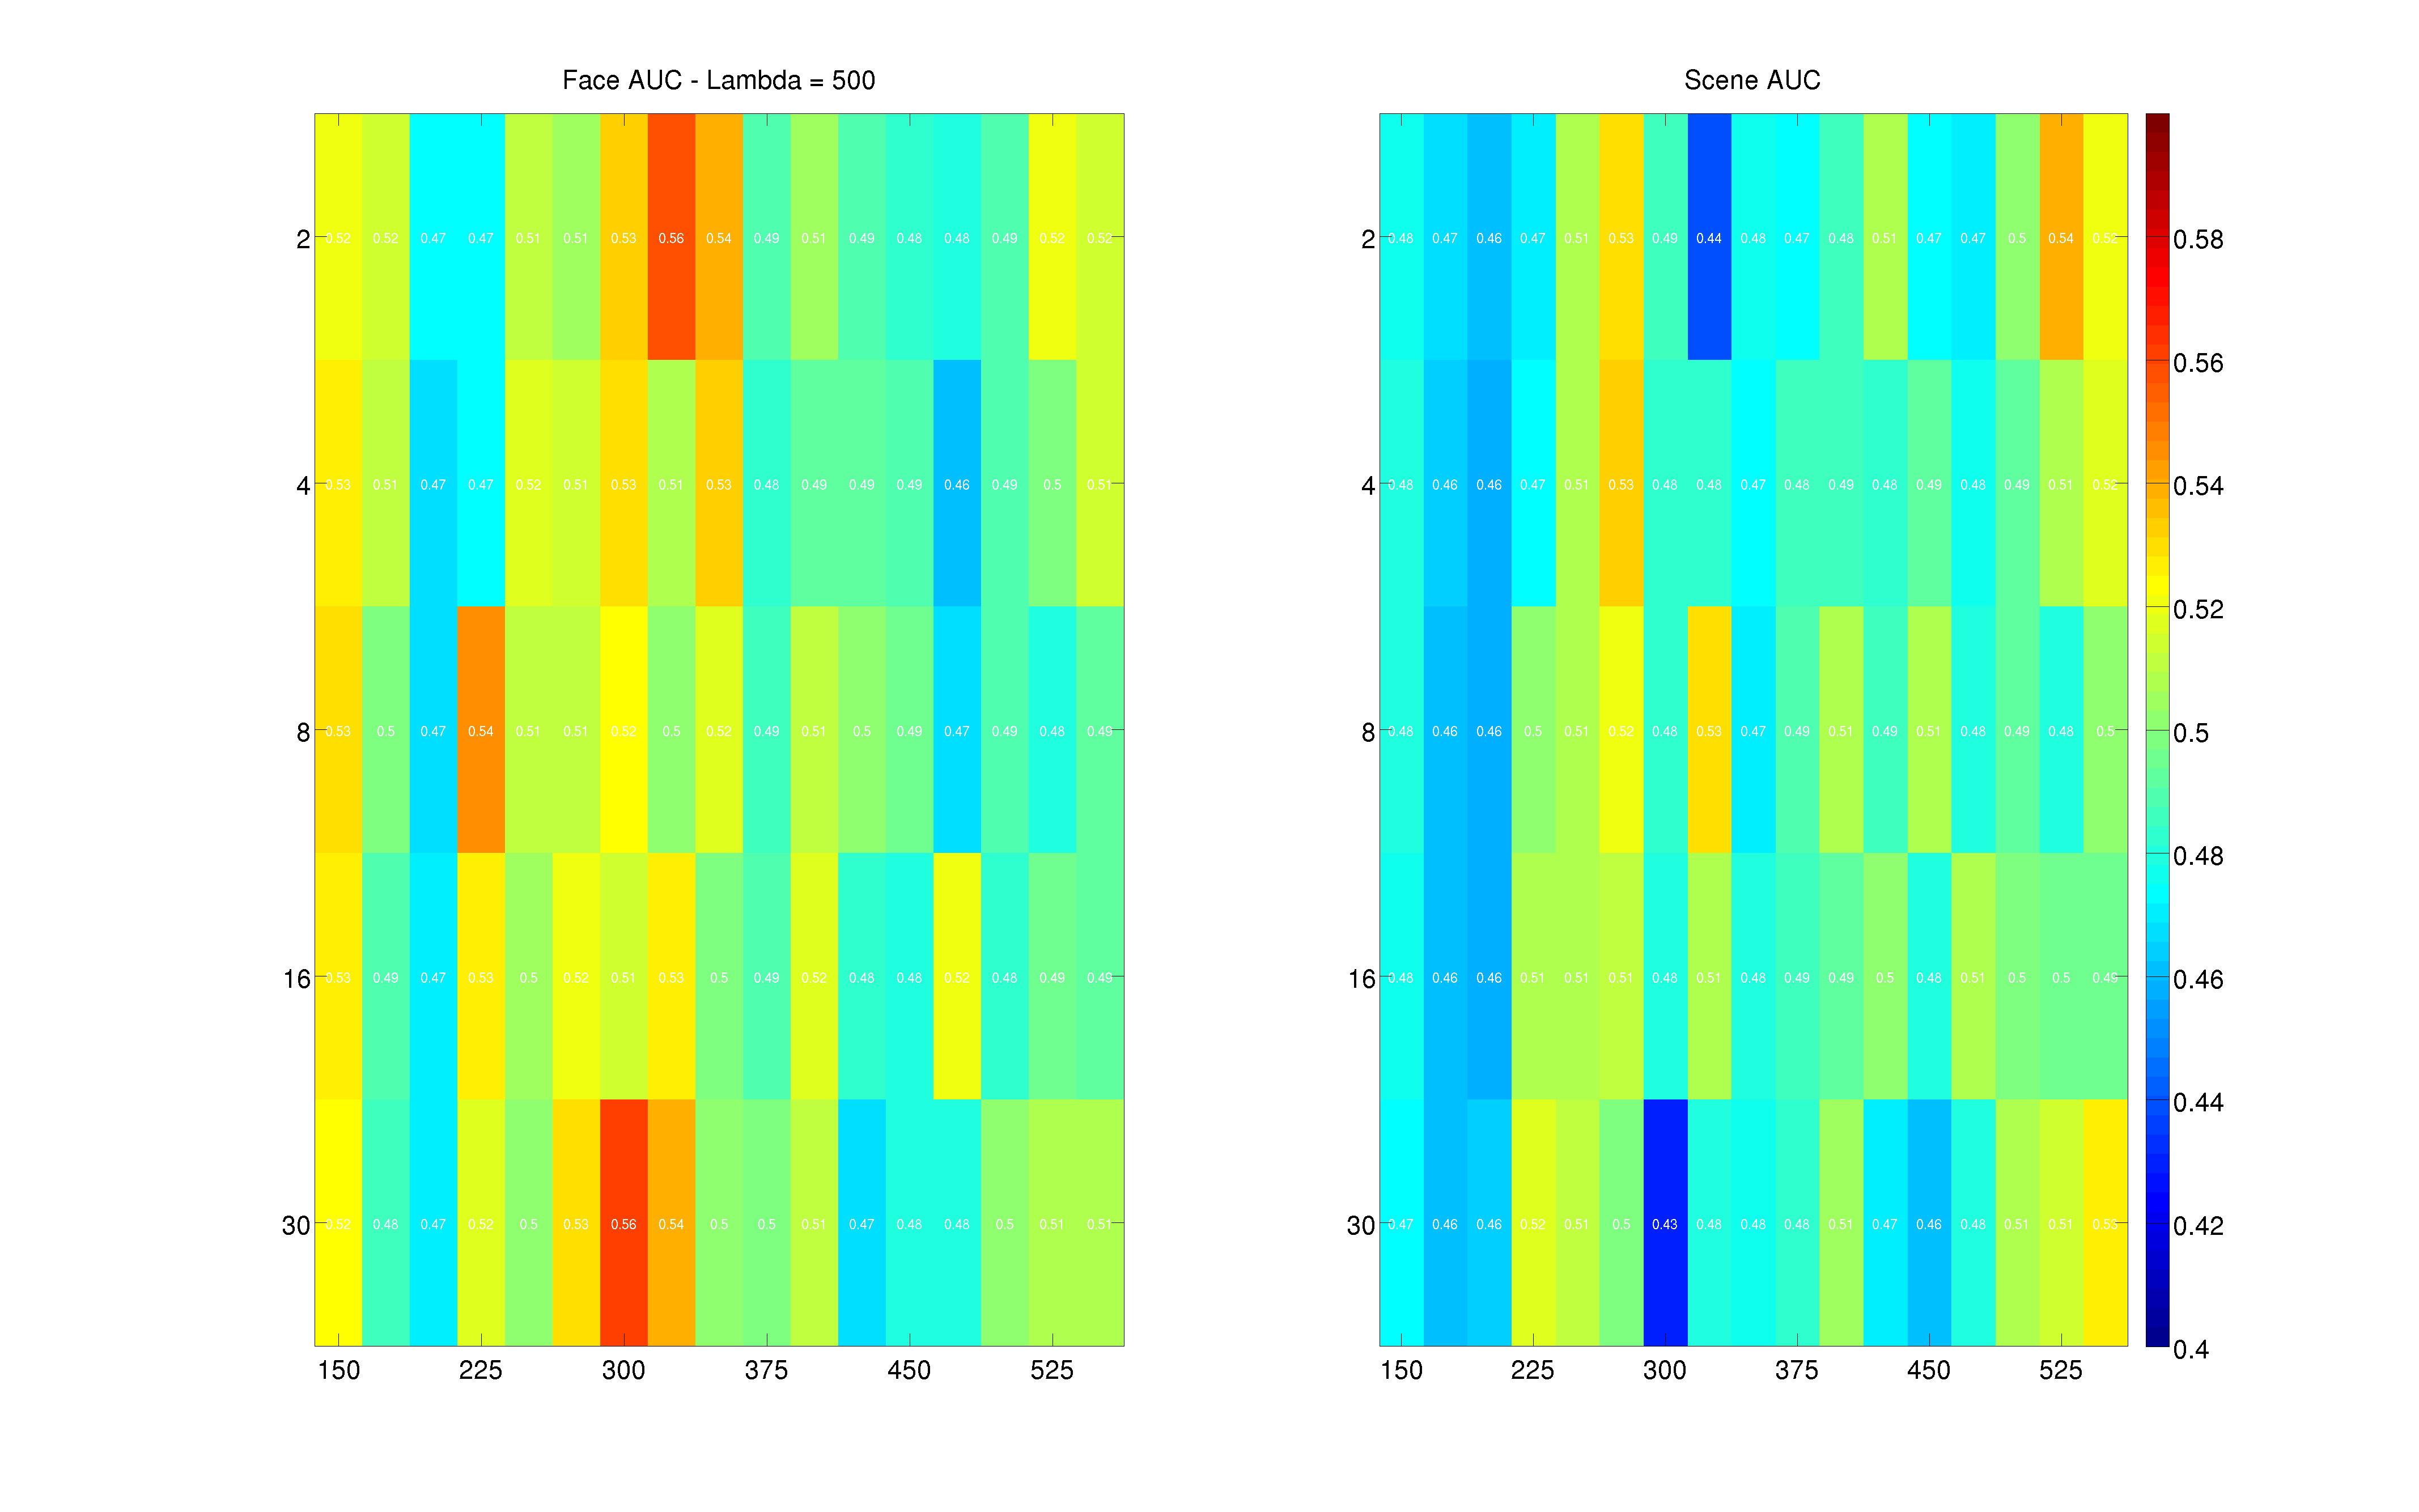 Face AUC - Lambda = 500
2 0.52 0.52 0.47 0.47 0.51 0.51 0.53 0.56 0.54 0.49 0.51 0.49 0.48 0.48 0.49 0.52 0.52
4 0.53 0.51 0.47 0.47 0.52 0.51 0.53 0.51 0.53 0.48 0.49 0.49 0.49 0.46 0.49 0.5 0.51
8 0.53 0.5 0.47 0.54 0.51 0.51 0.52 0.5 0.52 0.49 0.51 0.5 0.49 0.47 0.49 0.48 0.49
16 0.53 0.49 0.47 0.53 0.5 0.52 0.51 0.53 0.5 0.49 0.52 0.48 0.48 0.52 0.48 0.49 0.49
30 0.52 0.48 0.47 0.52 0.5 0.53 0.56 0.54 0.5 0.5 0.51 0.47 0.48 0.48 0.5 0.51 0.51
150 225 300 375 450 525
Scene AUC
2 0.48 0.47 0.46 0.47 0.51 0.53 0.49 0.44 0.48 0.47 0.48 0.51 0.47 0.47 0.5 0.54 0.52
4 0.48 0.46 0.46 0.47 0.51 0.53 0.48 0.48 0.47 0.48 0.49 0.48 0.49 0.48 0.49 0.51 0.52
8 0.48 0.46 0.46 0.5 0.51 0.52 0.48 0.53 0.47 0.49 0.51 0.49 0.51 0.48 0.49 0.48 0.5
16 0.48 0.46 0.46 0.51 0.51 0.51 0.48 0.51 0.48 0.49 0.49 0.5 0.48 0.51 0.5 0.5 0.49
30 0.47 0.46 0.46 0.52 0.51 0.5 0.43 0.48 0.48 0.48 0.51 0.47 0.46 0.48 0.51 0.51 0.53
150 225 300 375 450 525
0.58
0.56
0.54
0.52
0.5
0.48
0.46
0.44
0.42
0.4